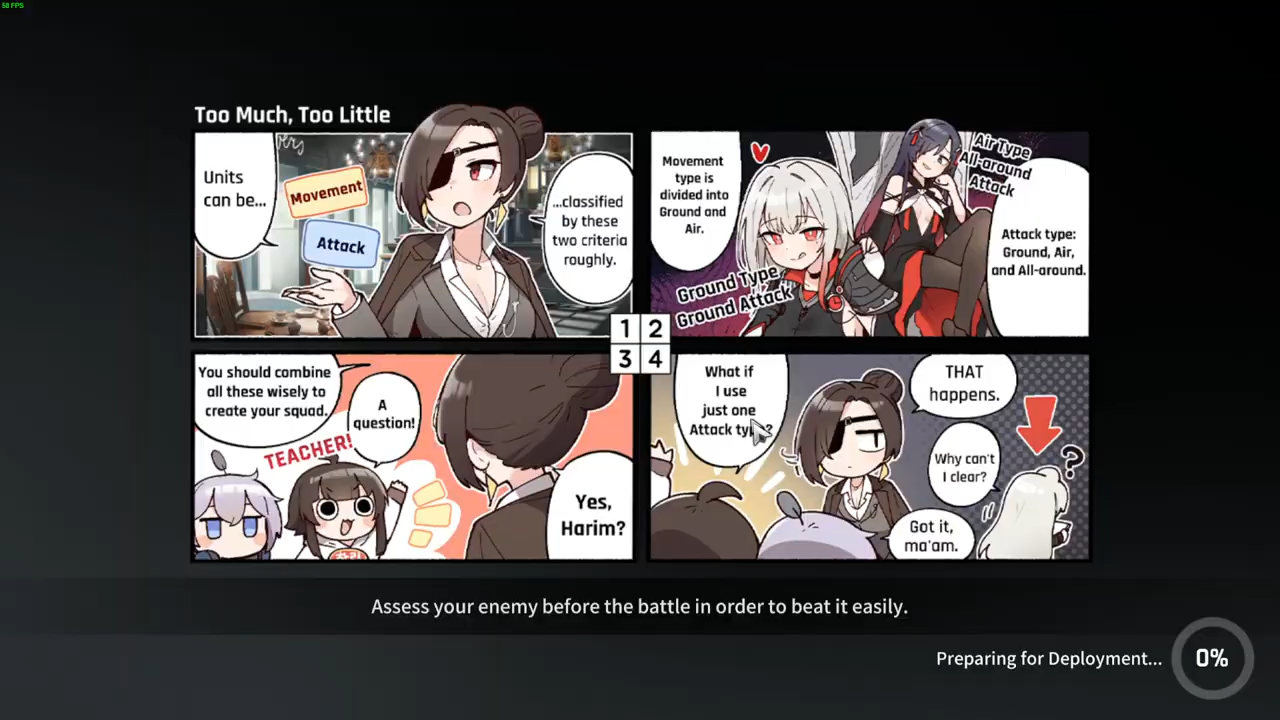 58 FPS
Too Much, Too Little
Units
can be...
Movement
Attack
...classified
by these
two criteria
roughly.
Movement
type is
divided into
Ground and
Air.
Ground Type
Ground Attack
Air Type
All-around
Attack
Attack type:
Ground, Air,
and All-around.
1 2
3 4
You should combine
all these wisely to
create your squad.
TEACHER!
A
question!
Yes,
Harim?
What if
I use
just one
Attack type?
THAT
happens.
Why can't
I clear?
?
Got it,
ma'am.
Assess your enemy before the battle in order to beat it easily.
Preparing for Deployment...
0%